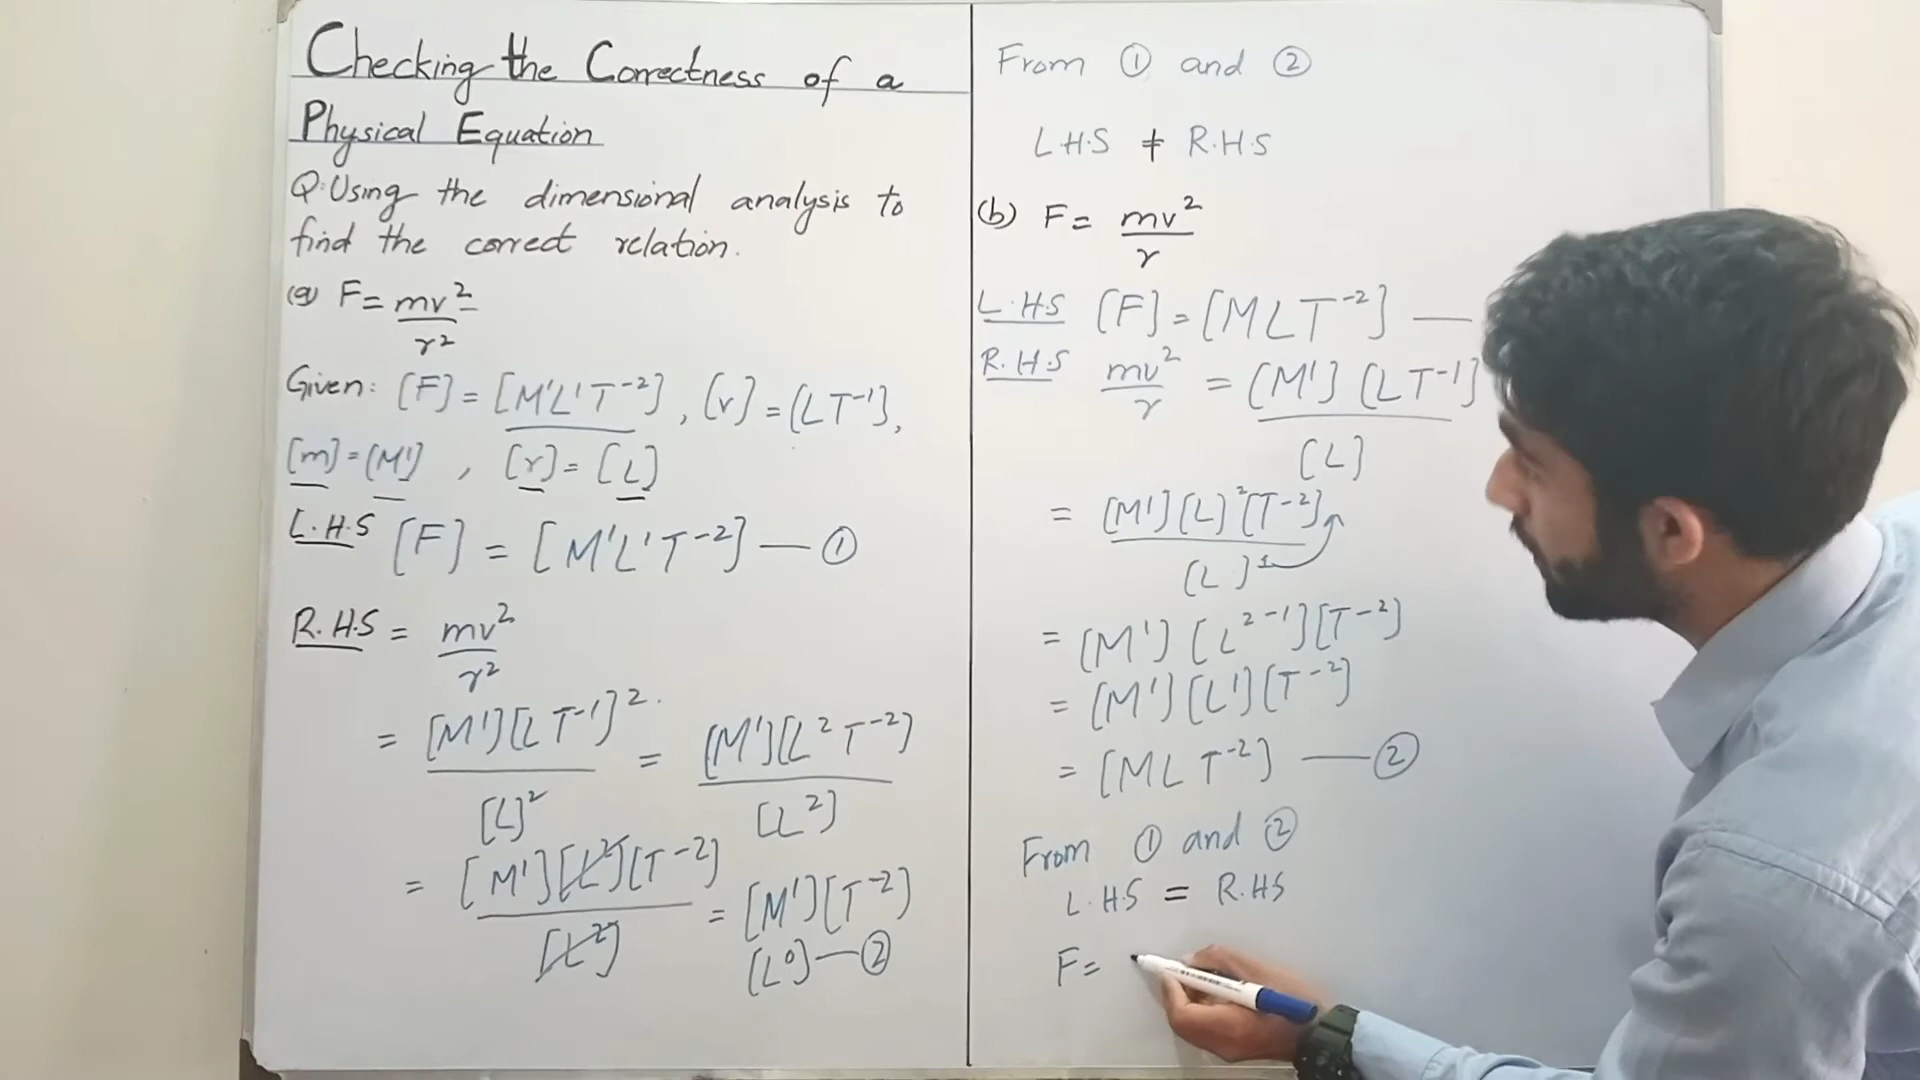 Checking the Correctness of a
Physical Equation
Q: Using the dimensional analysis to
find the correct relation.
(a) F = mv²/r²
Given: [F] = [M¹L¹T⁻²], [v] = [LT⁻¹],
[m] = [M¹], [r] = [L]
L.H.S [F] = [M¹L¹T⁻²] — ①
R.H.S = mv²/r²
= [M¹][LT⁻¹]²/[L]² = [M¹][L²T⁻²]/[L²]
= [M¹][L²][T⁻²]/[L²] = [M¹][T⁻²]
[L⁰] — ②
From ① and ②
L.H.S ≠ R.H.S
(b) F = mv²/r
L.H.S [F] = [MLT⁻²] —
R.H.S mv²/r = [M¹][LT⁻¹]/[L]
= [M¹][L]²[T⁻²]/[L]¹
= [M¹][L²⁻¹][T⁻²]
= [M¹][L¹][T⁻²]
= [MLT⁻²] — ②
From ① and ②
L.H.S = R.H.S
F =